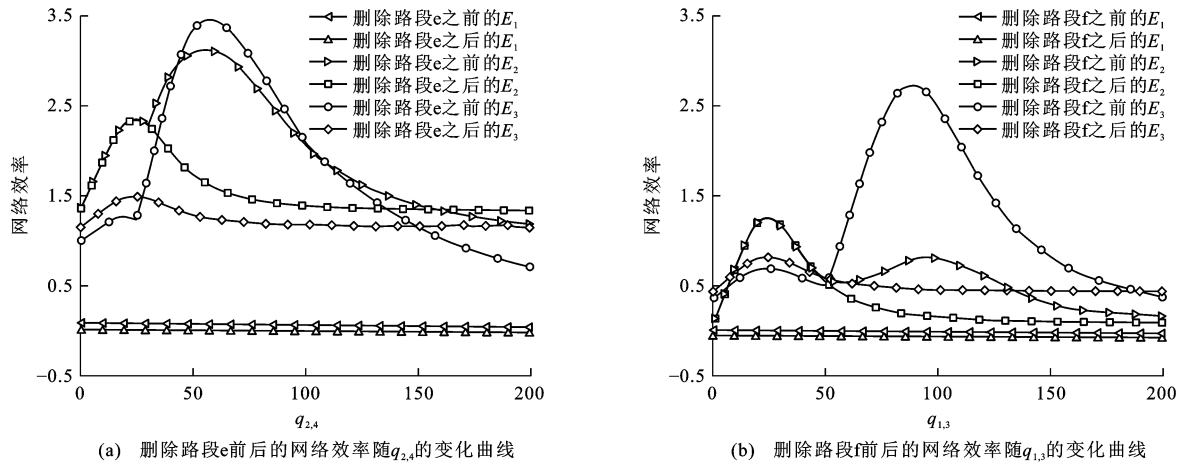 3.5
2.5
1.5
0.5
−0.5
网络效率
0 50 100 150 200
q2,4
删除路段e之前的E1
删除路段e之后的E1
删除路段e之前的E2
删除路段e之后的E2
删除路段e之前的E3
删除路段e之后的E3
(a) 删除路段e前后的网络效率随q2,4的变化曲线
3.5
2.5
1.5
0.5
−0.5
网络效率
0 50 100 150 200
q1,3
删除路段f之前的E1
删除路段f之后的E1
删除路段f之前的E2
删除路段f之后的E2
删除路段f之前的E3
删除路段f之后的E3
(b) 删除路段f前后的网络效率随q1,3的变化曲线